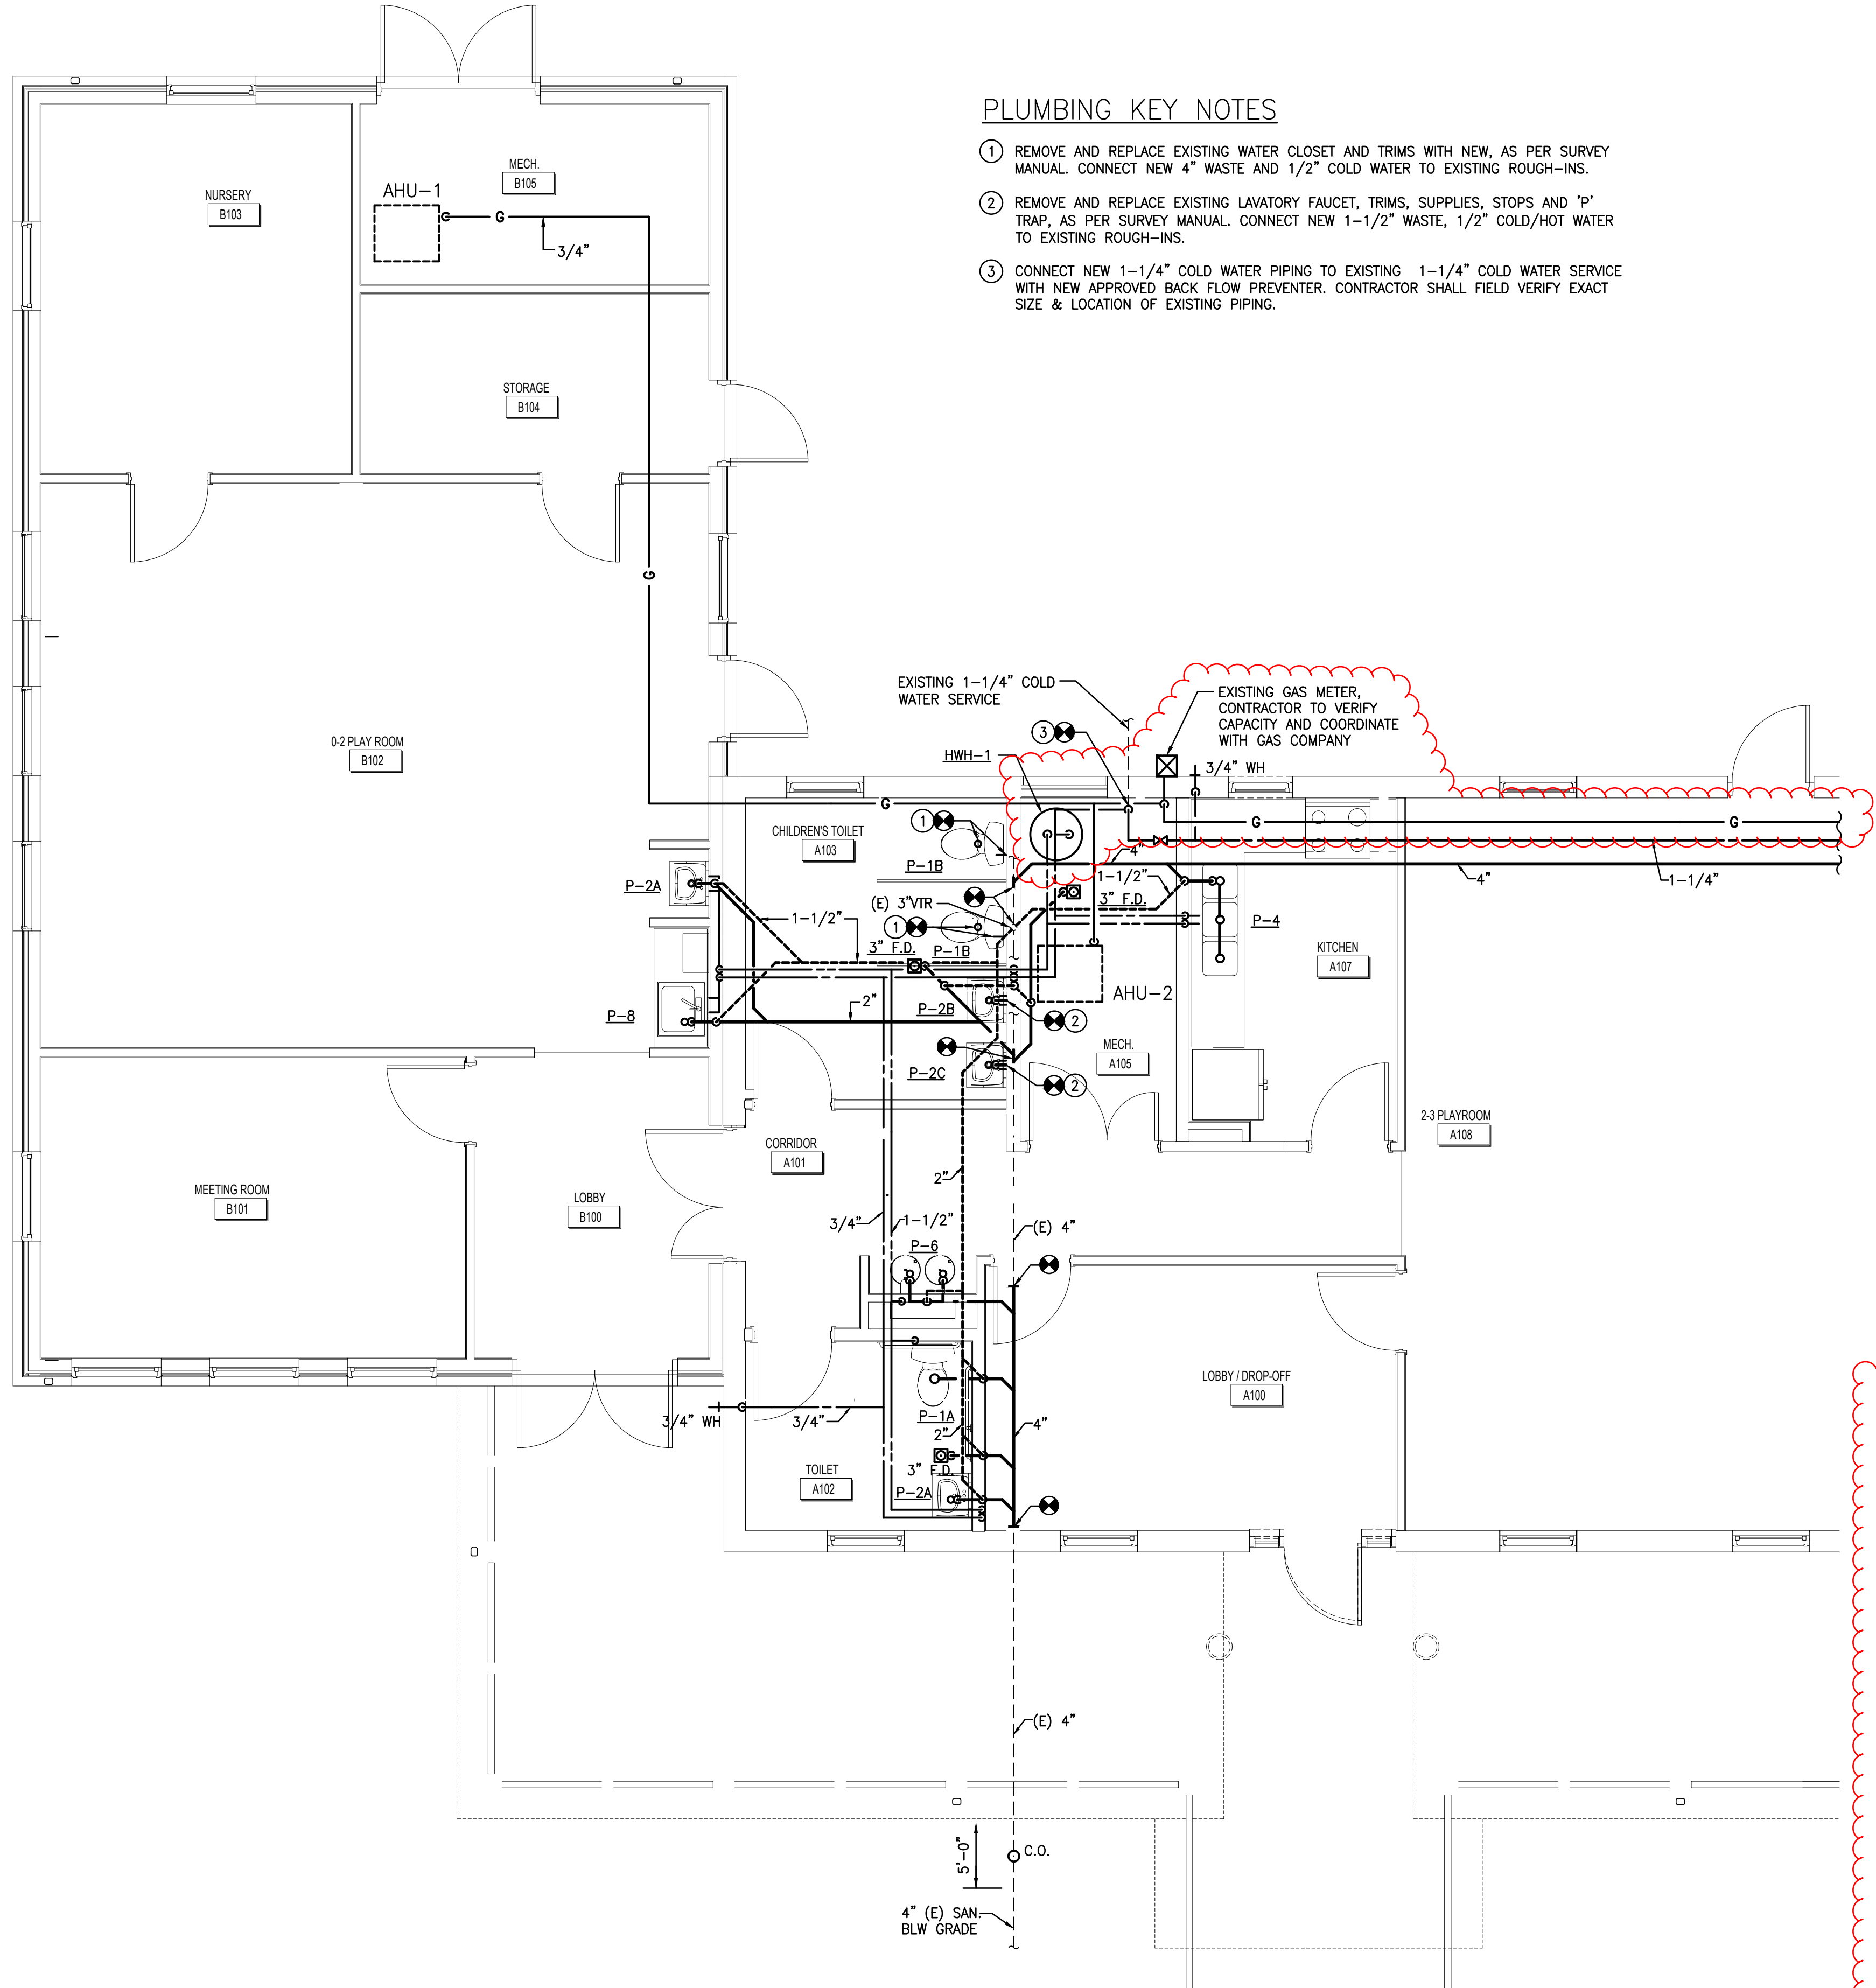 PLUMBING KEY NOTES
1 REMOVE AND REPLACE EXISTING WATER CLOSET AND TRIMS WITH NEW, AS PER SURVEY
MANUAL. CONNECT NEW 4" WASTE AND 1/2" COLD WATER TO EXISTING ROUGH-INS.
2 REMOVE AND REPLACE EXISTING LAVATORY FAUCET, TRIMS, SUPPLIES, STOPS AND 'P'
TRAP, AS PER SURVEY MANUAL. CONNECT NEW 1-1/2" WASTE, 1/2" COLD/HOT WATER
TO EXISTING ROUGH-INS.
3 CONNECT NEW 1-1/4" COLD WATER PIPING TO EXISTING 1-1/4" COLD WATER SERVICE
WITH NEW APPROVED BACK FLOW PREVENTER. CONTRACTOR SHALL FIELD VERIFY EXACT
SIZE & LOCATION OF EXISTING PIPING.
MECH.
B105
AHU-1
NURSERY
B103
G
3/4"
STORAGE
B104
G
EXISTING 1-1/4" COLD
WATER SERVICE
EXISTING GAS METER,
CONTRACTOR TO VERIFY
CAPACITY AND COORDINATE
WITH GAS COMPANY
3
0-2 PLAY ROOM
B102
HWH-1
3/4" WH
G
G
G
1
CHILDREN'S TOILET
A103
P-1B
4"
1-1/2"
4"
1-1/4"
P-2A
(E) 3"VTR
3" F.D.
1-1/2"
1
P-4
3" F.D.
P-1B
KITCHEN
A107
AHU-2
2"
P-2B
P-8
2
MECH.
A105
P-2C
2
2-3 PLAYROOM
A108
CORRIDOR
A101
2"
MEETING ROOM
B101
LOBBY
B100
3/4"
1-1/2"
(E) 4"
P-6
LOBBY / DROP-OFF
A100
3/4" WH
3/4"
P-1A
2"
4"
TOILET
A102
3" F.D.
P-2A
(E) 4"
5'-0"
C.O.
4" (E) SAN.
BLW GRADE